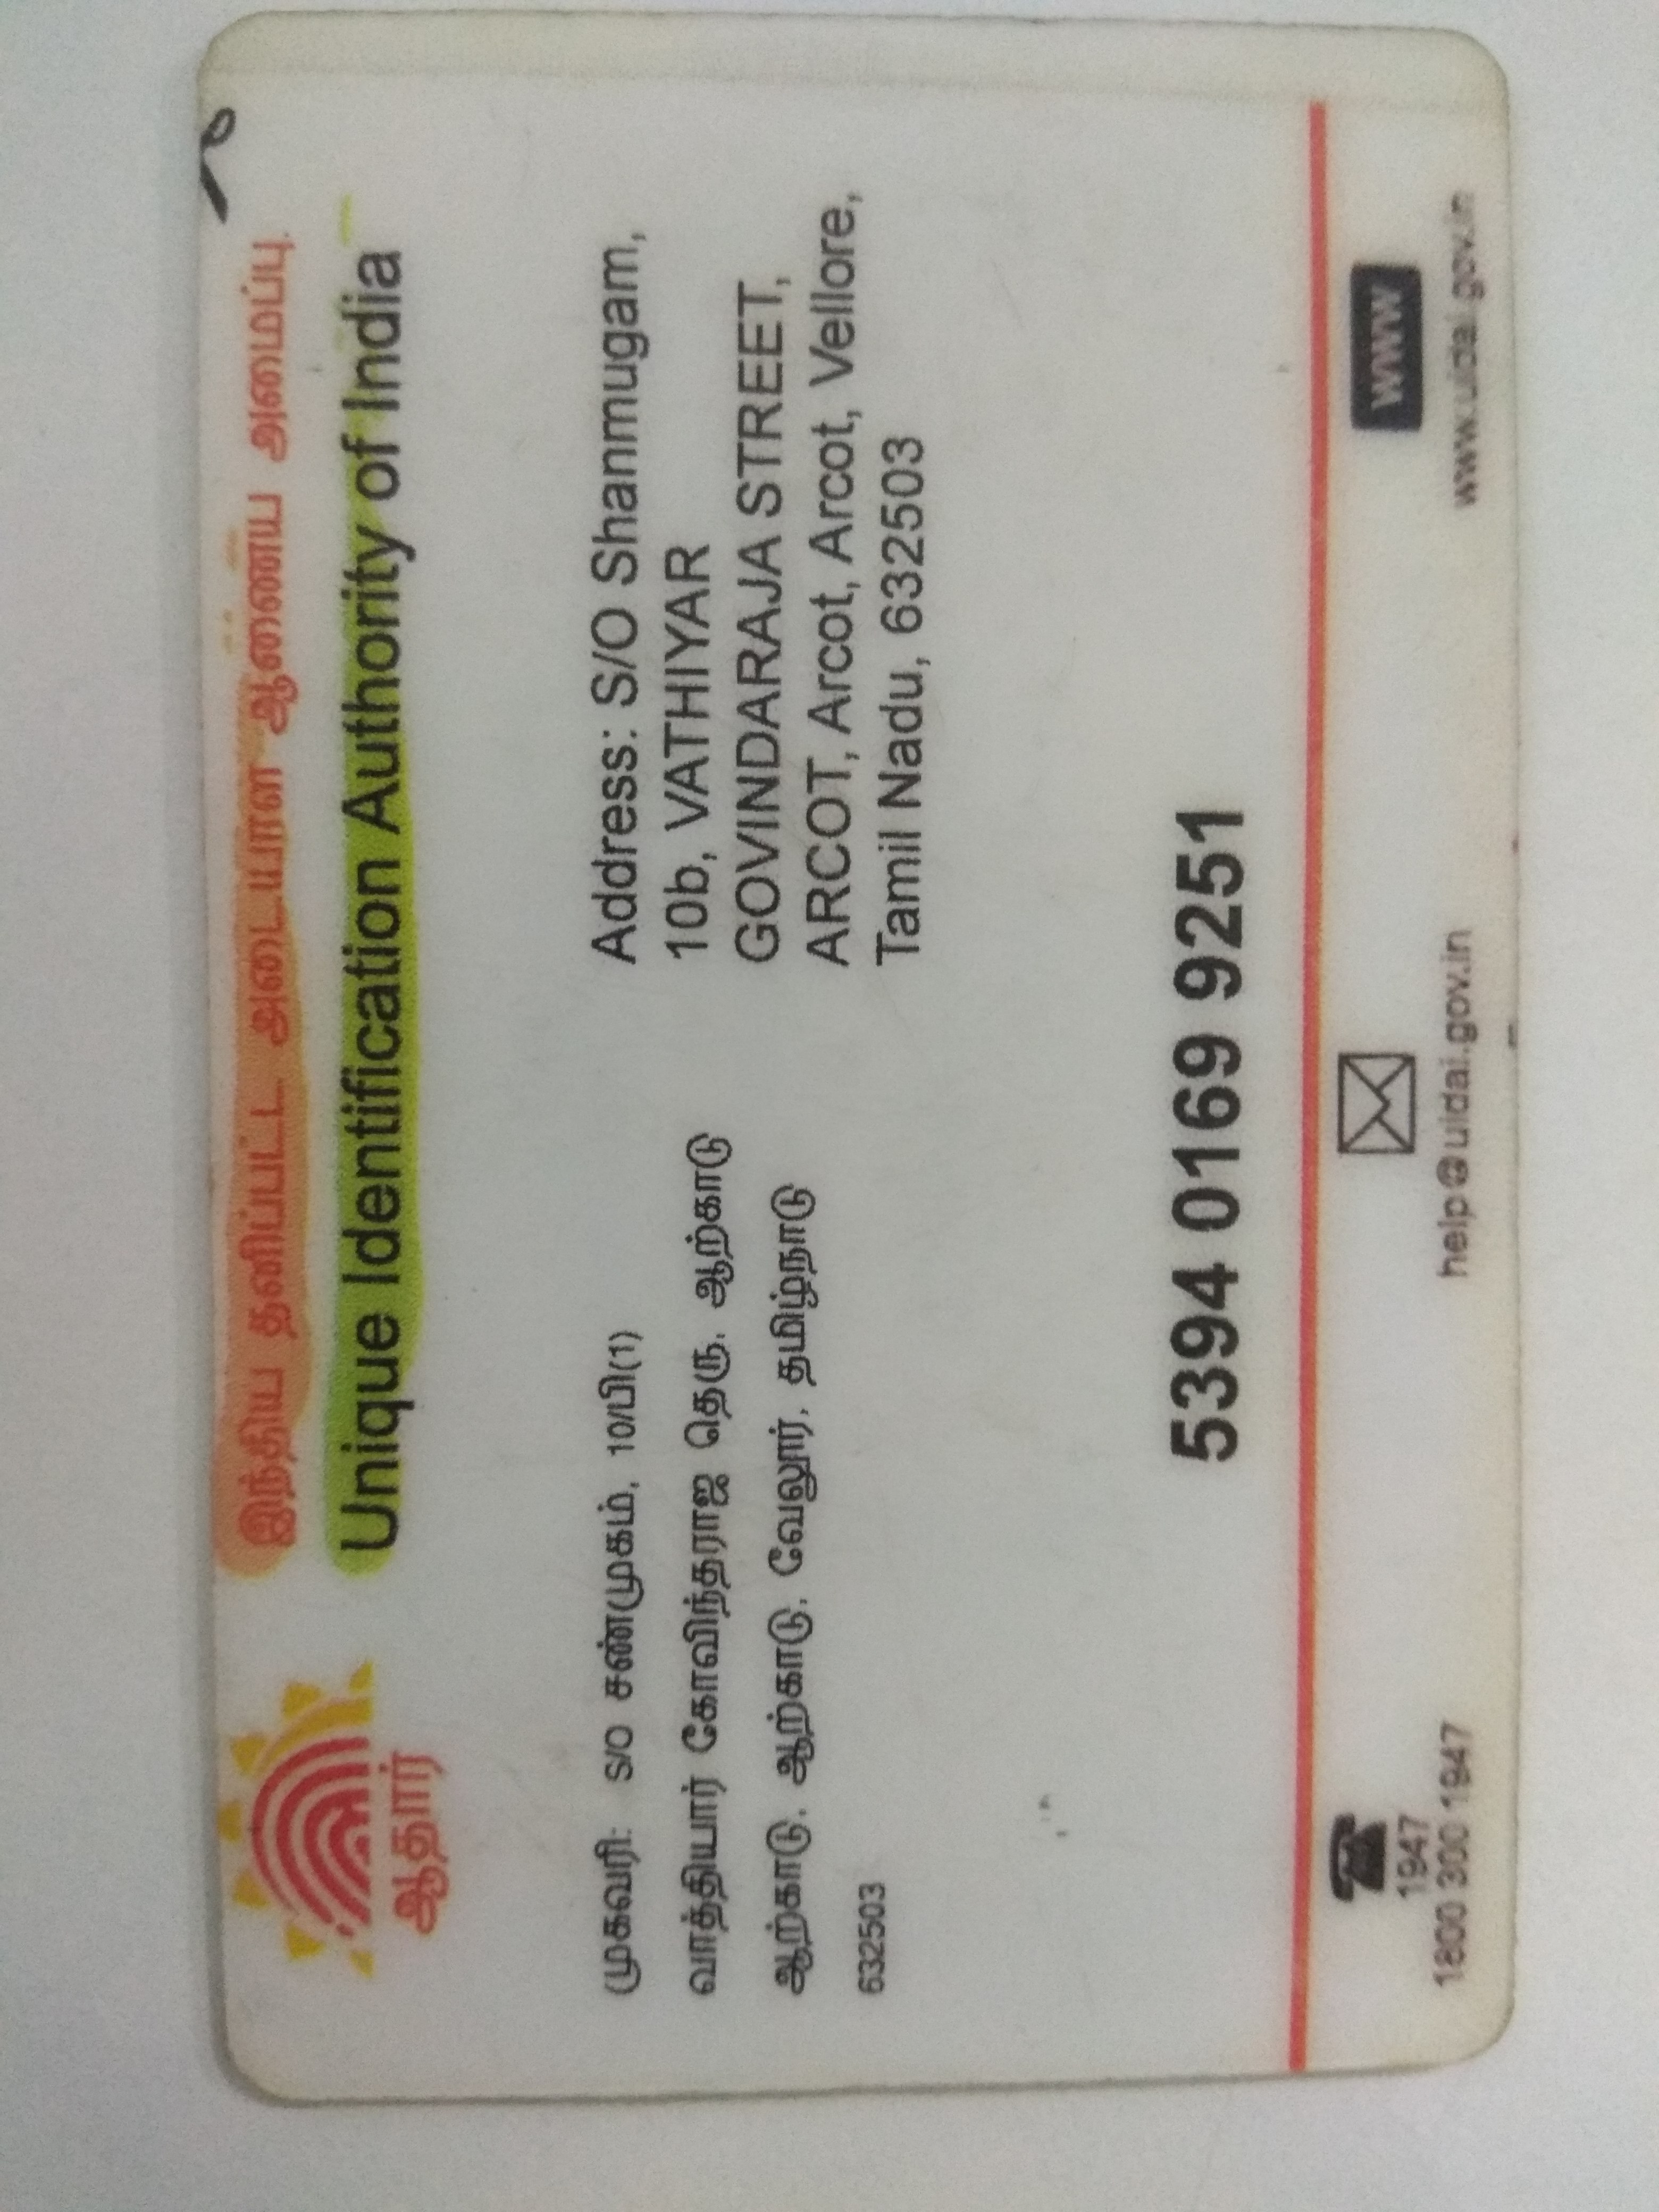 இந்திய தனிப்பட்ட அடையாள ஆணைய அமைப்பு
Unique Identification Authority of India
ஆதார்
முகவரி: S/O சண்முகம், 10/பி(1)
வார்த்தியார் கோவிந்தராஜ தெரு, ஆற்காடு
ஆற்காடு, ஆற்காடு, வேலூர், தமிழ்நாடு
632503
Address: S/O Shanmugam,
10b, VATHIYAR
GOVINDARAJA STREET,
ARCOT, Arcot, Arcot, Vellore,
Tamil Nadu, 632503
5394 0169 9251
1947
1800 300 1947
help@uidai.gov.in
www
www.uidai.gov.in